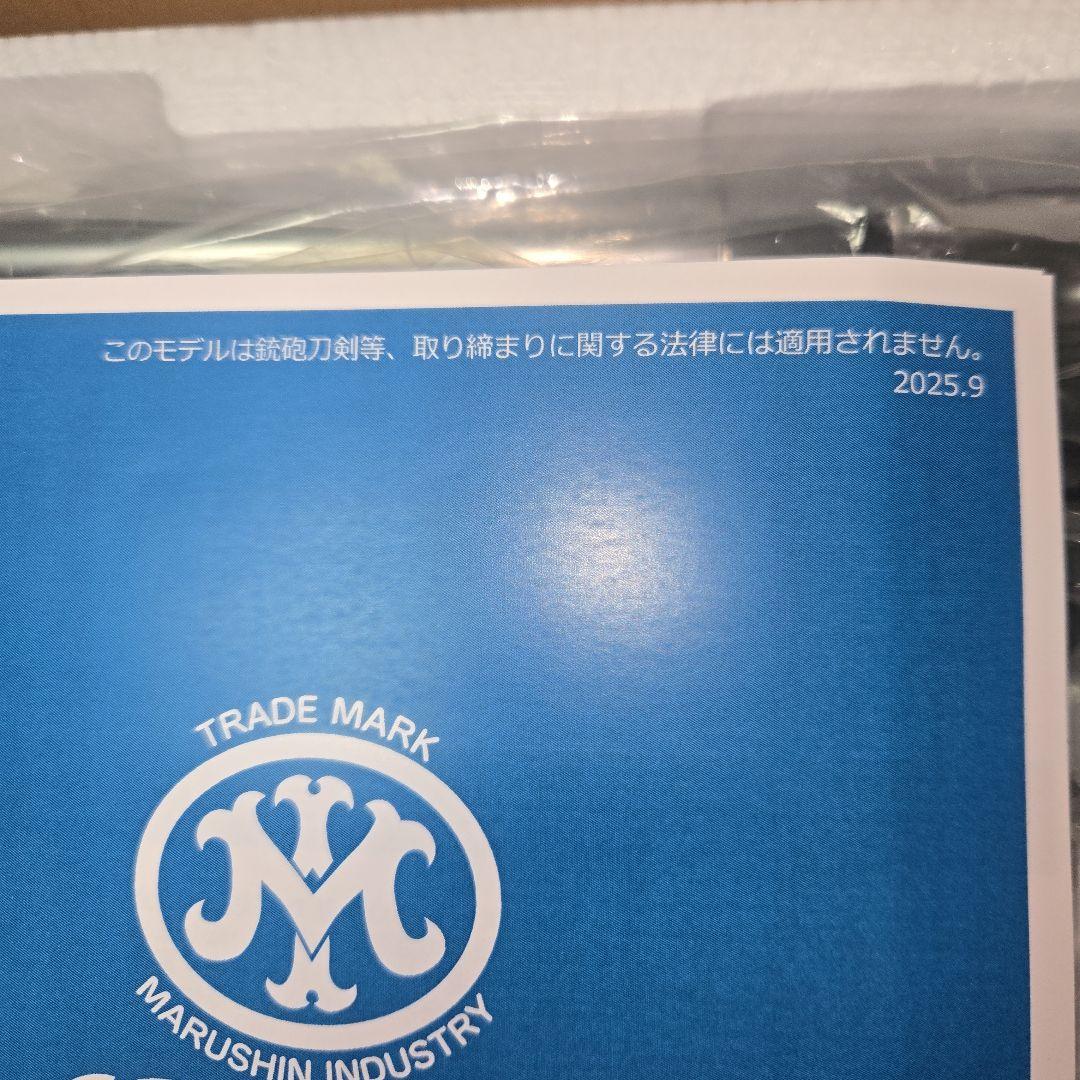 このモデルは銃砲刀剣等、取り締まりに関する法律には適用されません。
2025.9
TRADE MARK
M
MARUSHIN INDUSTRY